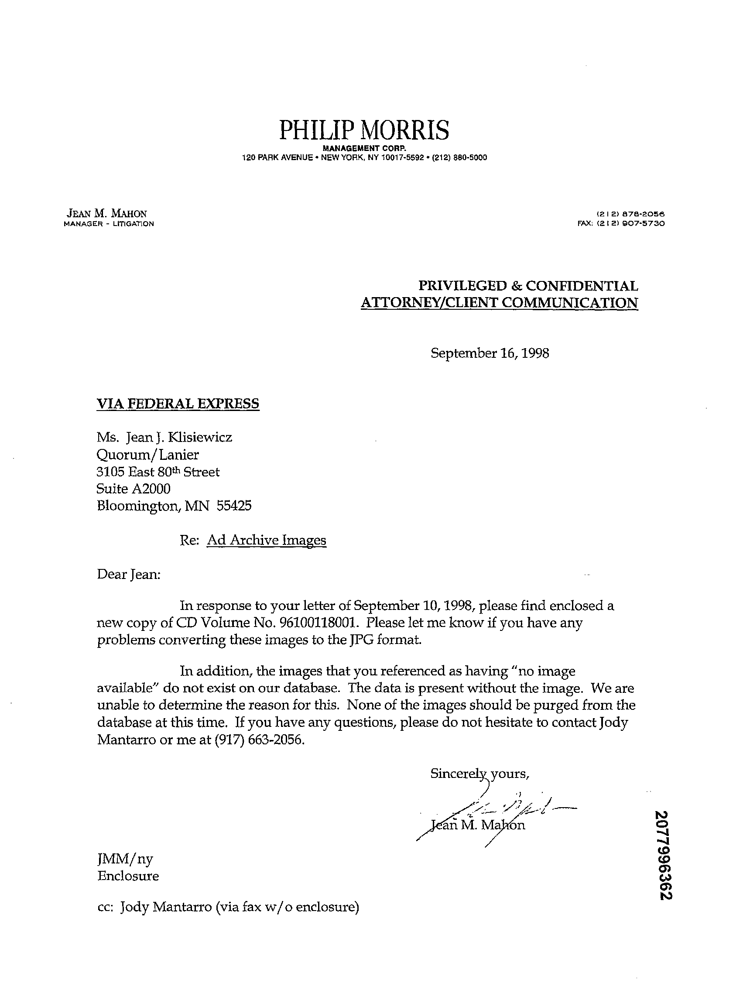 PHILIP MORRIS
MANAGEMENT CORP.
120 PARK AVENUE • NEW YORK, NY 10017-5592 • (212) 880-5000
JEAN M. MAHON
MANAGER - LITIGATION
(212) 878-2056
FAX: (212) 907-5730
PRIVILEGED & CONFIDENTIAL
ATTORNEY/CLIENT COMMUNICATION
September 16, 1998
VIA FEDERAL EXPRESS
Ms. Jean J. Klisiewicz
Quorum/Lanier
3105 East 80th Street
Suite A2000
Bloomington, MN 55425
Re: Ad Archive Images
Dear Jean:
In response to your letter of September 10, 1998, please find enclosed a
new copy of CD Volume No. 96100118001. Please let me know if you have any
problems converting these images to the JPG format.
In addition, the images that you referenced as having "no image
available" do not exist on our database. The data is present without the image. We are
unable to determine the reason for this. None of the images should be purged from the
database at this time. If you have any questions, please do not hesitate to contact Jody
Mantarro or me at (917) 663-2056.
Sincerely yours,
Jean M. Mahon
JMM/ny
Enclosure
cc: Jody Mantarro (via fax w/o enclosure)
2077996362